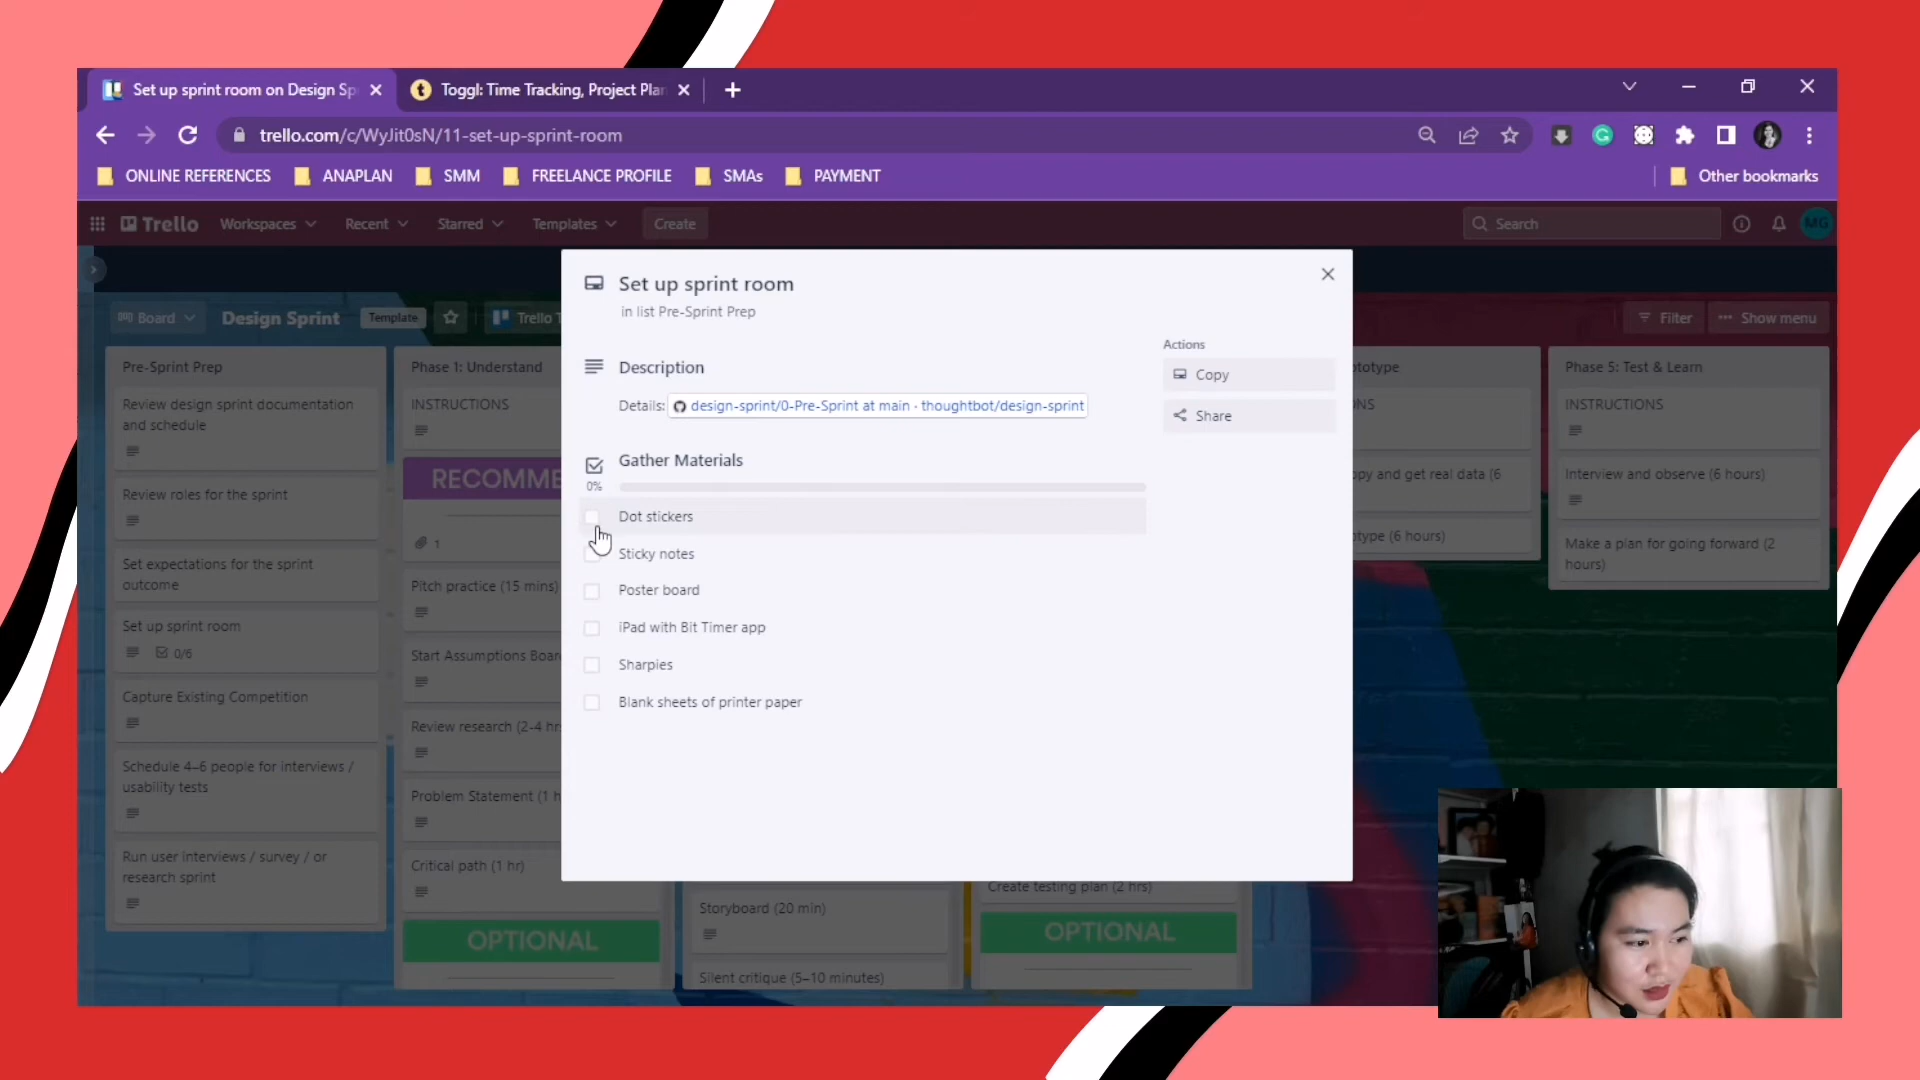 Set up sprint room on Design Sp
Toggl: Time Tracking, Project Plan
trello.com/c/WyJit0sN/11-set-up-sprint-room
ONLINE REFERENCES
ANAPLAN
SMM
FREELANCE PROFILE
SMAs
PAYMENT
Other bookmarks
Trello
Workspaces
Recent
Starred
Templates
Create
Search
MG
Board
Design Sprint
Template
Trello T
Filter
Show menu
Set up sprint room
in list Pre-Sprint Prep
Description
Details: design-sprint/0-Pre-Sprint at main · thoughtbot/design-sprint
Gather Materials
0%
Dot stickers
Sticky notes
Poster board
iPad with Bit Timer app
Sharpies
Blank sheets of printer paper
Actions
Copy
Share
Pre-Sprint Prep
Review design sprint documentation
and schedule
Review roles for the sprint
Set expectations for the sprint
outcome
Set up sprint room
0/6
Capture Existing Competition
Schedule 4–6 people for interviews /
usability tests
Run user interviews / survey / or
research sprint
Phase 1: Understand
INSTRUCTIONS
RECOMME
1
Pitch practice (15 mins)
Start Assumptions Boar
Review research (2-4 hr
Problem Statement (1 h
Critical path (1 hr)
OPTIONAL
Storyboard (20 min)
Silent critique (5–10 minutes)
Create testing plan (2 hrs)
OPTIONAL
ototype
ONS
opy and get real data (6
otype (6 hours)
Phase 5: Test & Learn
INSTRUCTIONS
Interview and observe (6 hours)
Make a plan for going forward (2
hours)